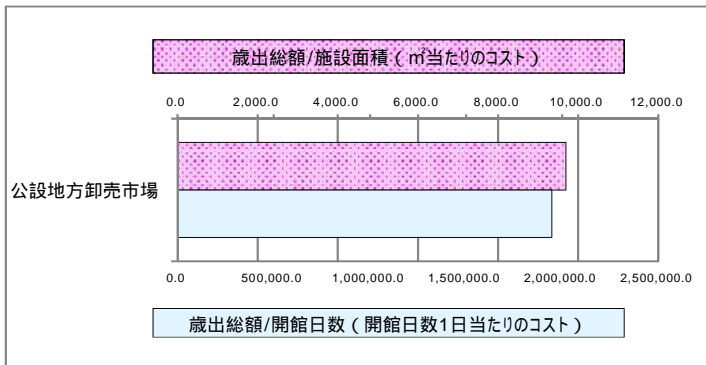 歳出総額/施設面積（㎡当たりのコスト）
0.0 2,000.0 4,000.0 6,000.0 8,000.0 10,000.0 12,000.0
公設地方卸売市場
0.0 500,000.0 1,000,000.0 1,500,000.0 2,000,000.0 2,500,000.0
歳出総額/開館日数（開館日数1日当たりのコスト）